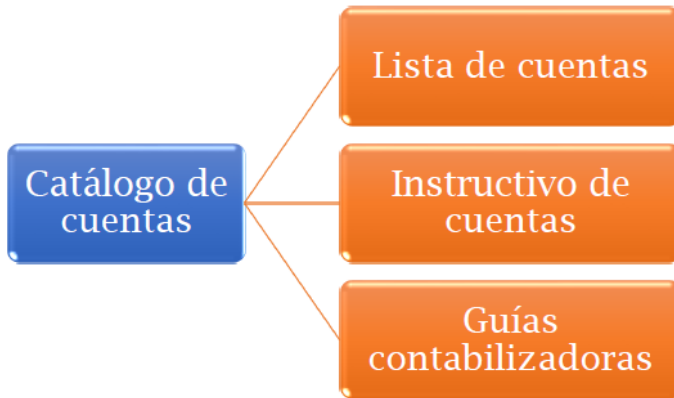 Lista de cuentas
Catálogo de
cuentas
Instructivo de
cuentas
Guías
contabilizadoras